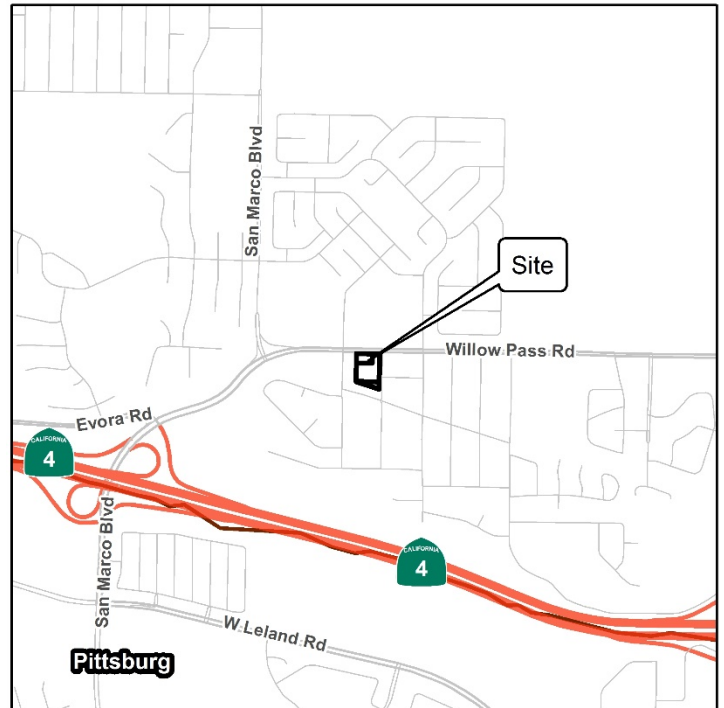 San Marco Blvd
Site
Willow Pass Rd
Evora Rd
CALIFORNIA
4
San Marco Blvd
CALIFORNIA
4
W Leland Rd
Pittsburg